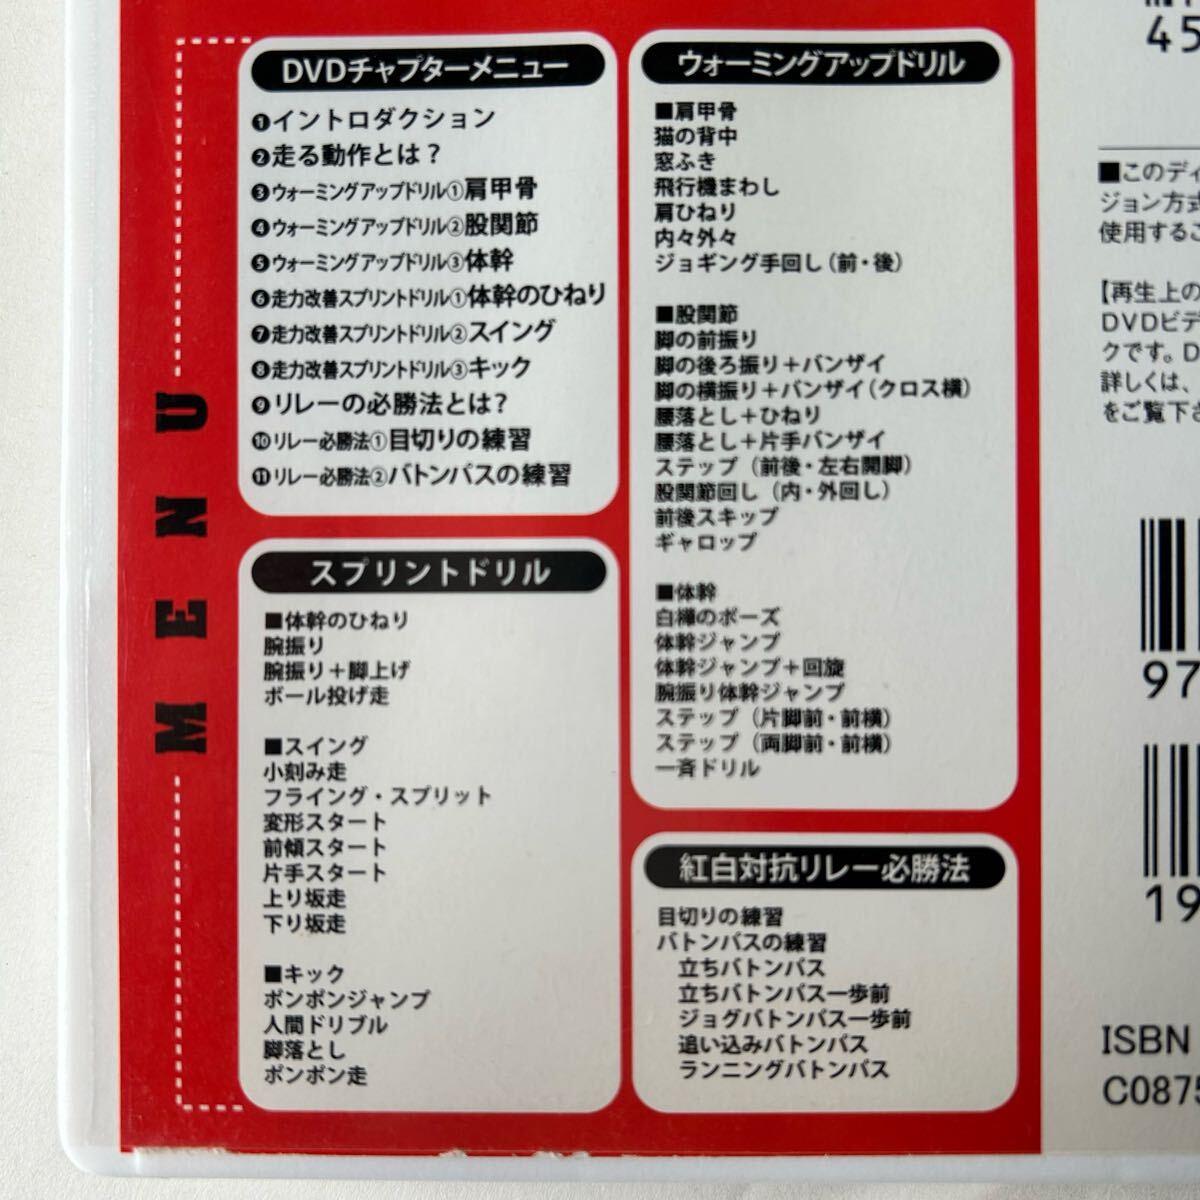 MENU
DVDチャプターメニュー
❶イントロダクション
❷走る動作とは?
❸ウォーミングアップドリル①肩甲骨
❹ウォーミングアップドリル②股関節
❺ウォーミングアップドリル③体幹
❻走力改善スプリントドリル①体幹のひねり
❼走力改善スプリントドリル②スイング
❽走力改善スプリントドリル③キック
❾リレーの必勝法とは?
❿リレー必勝法①目切りの練習
⓫リレー必勝法②バトンパスの練習
スプリントドリル
■体幹のひねり
腕振り
腕振り+脚上げ
ボール投げ走
■スイング
小刻み走
フライング・スプリット
変形スタート
前傾スタート
片手スタート
上り坂走
下り坂走
■キック
ポンポンジャンプ
人間ドリブル
脚落とし
ポンポン走
ウォーミングアップドリル
■肩甲骨
猫の背中
窓ふき
飛行機まわし
肩ひねり
内々外々
ジョギング手回し(前・後)
■股関節
脚の前振り
脚の後ろ振り+バンザイ
脚の横振り+バンザイ(クロス横)
腰落とし+ひねり
腰落とし+片手バンザイ
ステップ(前後・左右開脚)
股関節回し(内・外回し)
前後スキップ
ギャロップ
■体幹
白樺のポーズ
体幹ジャンプ
体幹ジャンプ+回旋
腕振り体幹ジャンプ
ステップ(片脚前・前横)
ステップ(両脚前・前横)
一斉ドリル
紅白対抗リレー必勝法
目切りの練習
バトンパスの練習
立ちバトンパス
立ちバトンパス一歩前
ジョグバトンパス一歩前
追い込みバトンパス
ランニングバトンパス
45
■このディ
ジョン方式
使用するこ
【再生上の
DVDビデ
クです。D
詳しくは、
をご覧下さ
97
19
ISBN
C0875